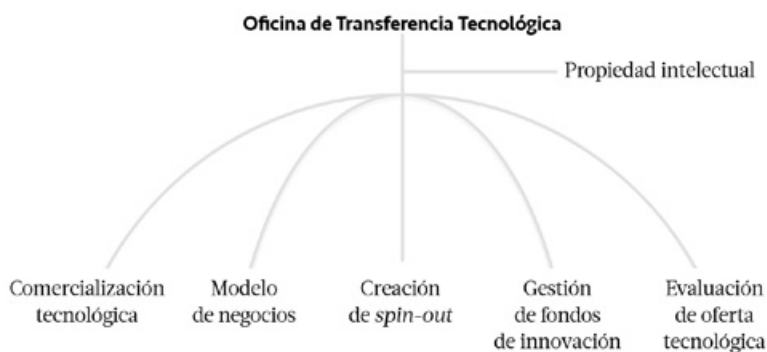 Oficina de Transferencia Tecnológica
Propiedad intelectual
Comercialización
tecnológica
Modelo
de negocios
Creación
de spin-out
Gestión
de fondos
de innovación
Evaluación
de oferta
tecnológica